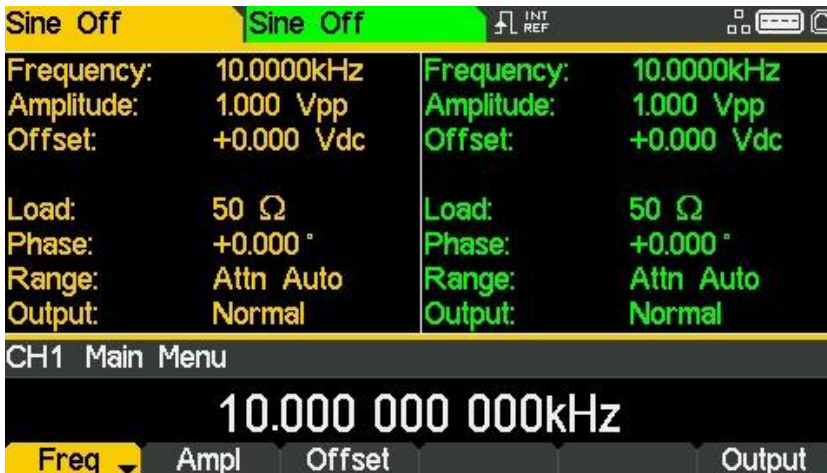 Sine Off Sine Off INT REF
Frequency: 10.0000kHz Frequency: 10.0000kHz
Amplitude: 1.000 Vpp Amplitude: 1.000 Vpp
Offset: +0.000 Vdc Offset: +0.000 Vdc
Load: 50 Ω Load: 50 Ω
Phase: +0.000 ° Phase: +0.000 °
Range: Attn Auto Range: Attn Auto
Output: Normal Output: Normal
CH1 Main Menu
10.000 000 000kHz
Freq Ampl Offset Output